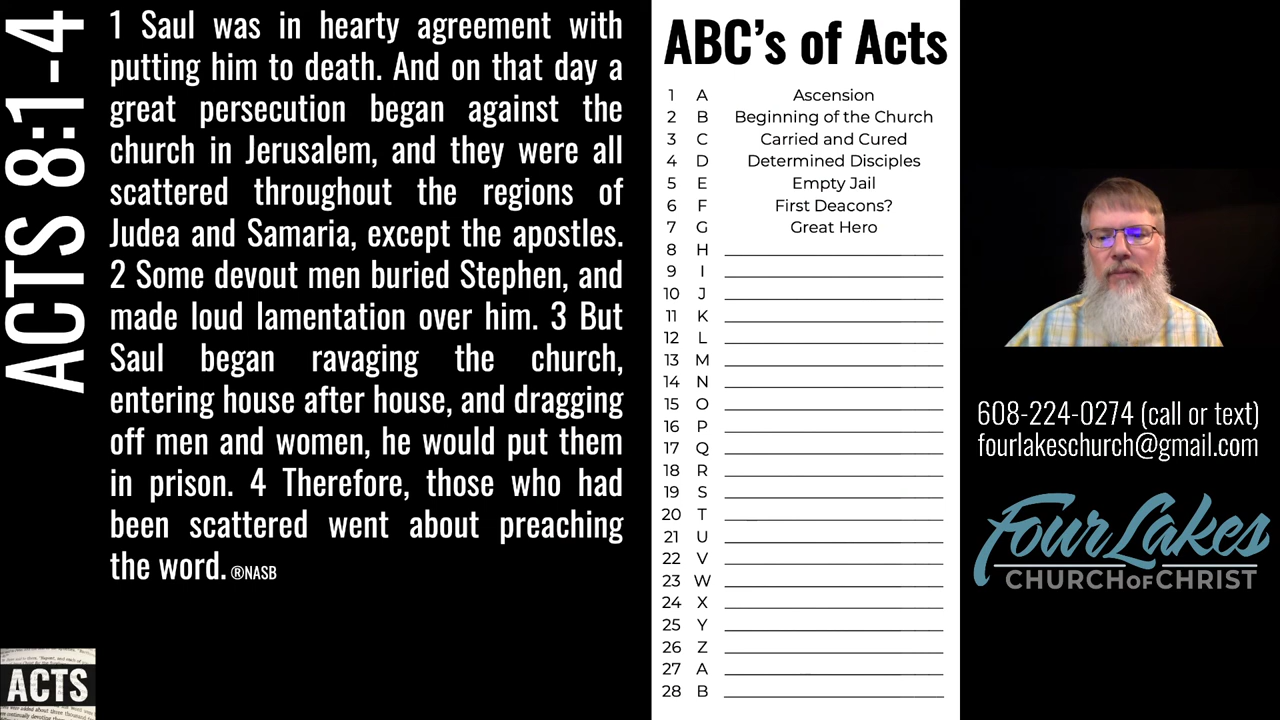 ACTS 8:1-4
1 Saul was in hearty agreement with
putting him to death. And on that day a
great persecution began against the
church in Jerusalem, and they were all
scattered throughout the regions of
Judea and Samaria, except the apostles.
2 Some devout men buried Stephen, and
made loud lamentation over him. 3 But
Saul began ravaging the church,
entering house after house, and dragging
off men and women, he would put them
in prison. 4 Therefore, those who had
been scattered went about preaching
the word. ®NASB
ACTS
ABC's of Acts
1 A Ascension
2 B Beginning of the Church
3 C Carried and Cured
4 D Determined Disciples
5 E Empty Jail
6 F First Deacons?
7 G Great Hero
8 H
9 I
10 J
11 K
12 L
13 M
14 N
15 O
16 P
17 Q
18 R
19 S
20 T
21 U
22 V
23 W
24 X
25 Y
26 Z
27 A
28 B
608-224-0274 (call or text)
fourlakeschurch@gmail.com
Four Lakes
CHURCH OF CHRIST